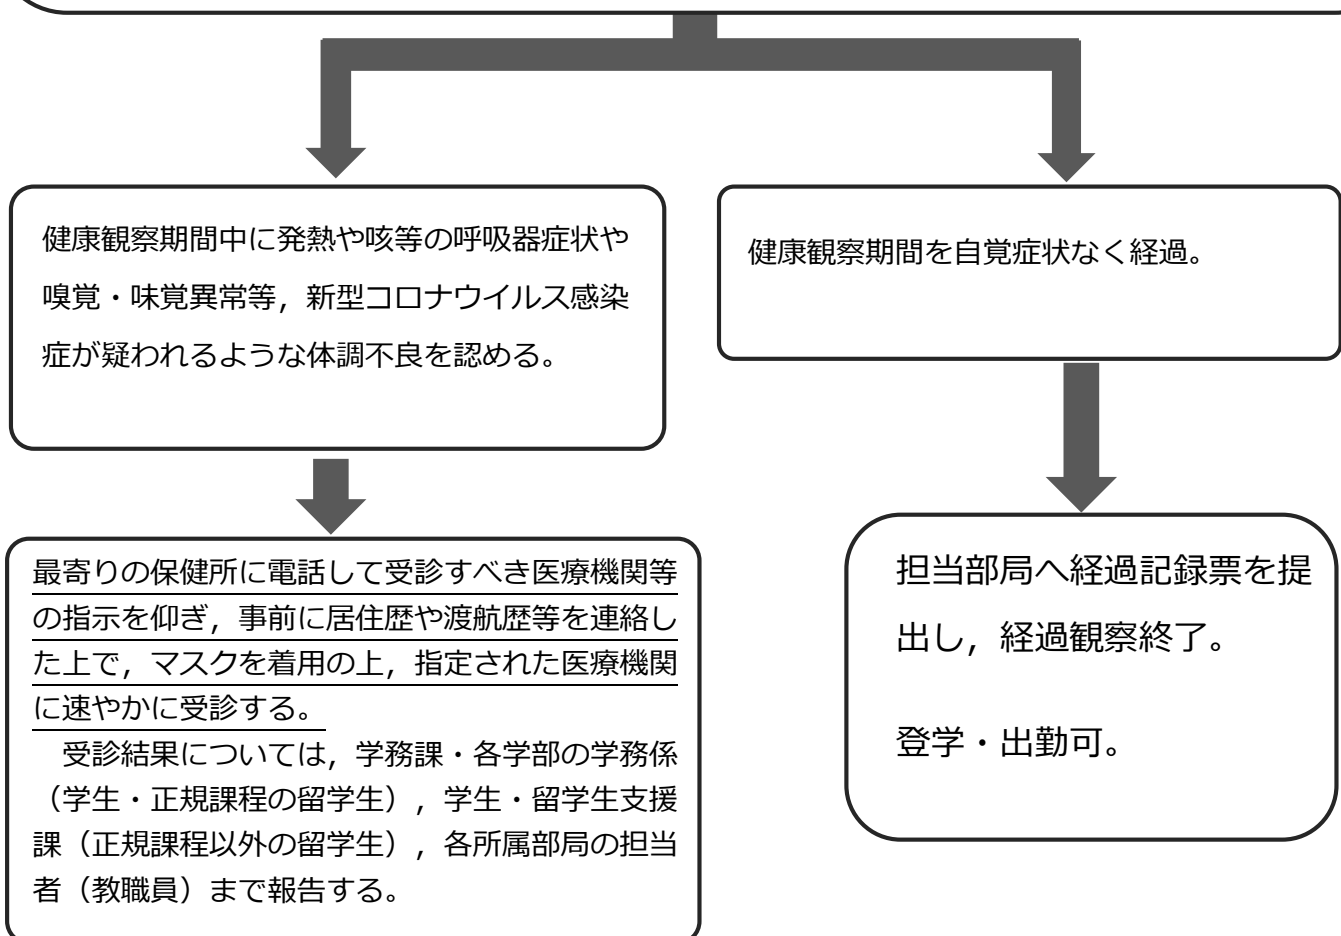 健康観察期間中に発熱や咳等の呼吸器症状や
嗅覚・味覚異常等，新型コロナウイルス感染
症が疑われるような体調不良を認める。
健康観察期間を自覚症状なく経過。
最寄りの保健所に電話して受診すべき医療機関等
の指示を仰ぎ，事前に居住歴や渡航歴等を連絡し
た上で，マスクを着用の上，指定された医療機関
に速やかに受診する。
　受診結果については，学務課・各学部の学務係
（学生・正規課程の留学生），学生・留学生支援
課（正規課程以外の留学生），各所属部局の担当
者（教職員）まで報告する。
担当部局へ経過記録票を提
出し，経過観察終了。
登学・出勤可。